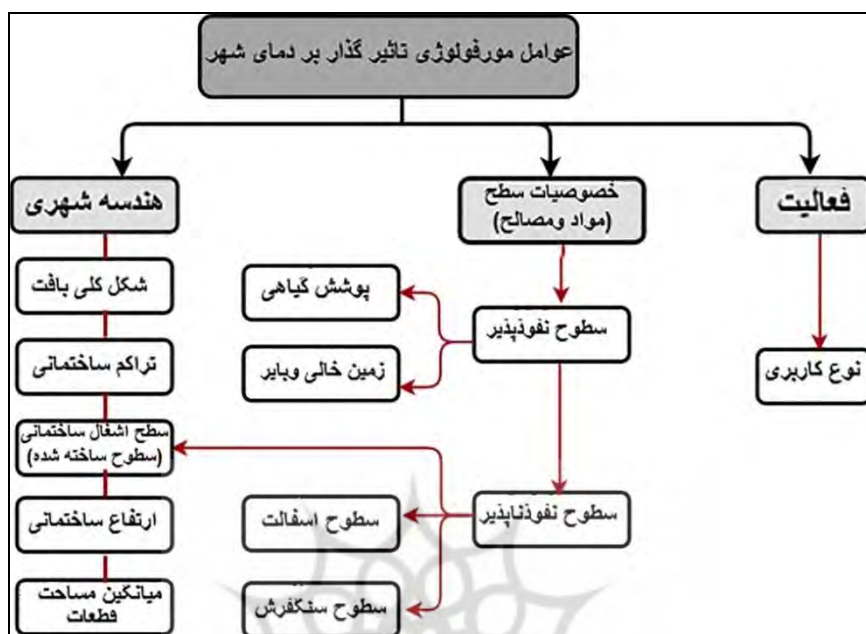 عوامل مورفولوژی تاثیر گذار بر دمای شهر
فعالیت
نوع کاربری
خصوصیات سطح
(مواد ومصالح)
سطوح نفوذپذیر
پوشش گیاهی
زمین خالی وبایر
سطوح نفوذناپذیر
سطوح اسفالت
سطوح سنگفرش
هندسه شهری
شکل کلی بافت
تراکم ساختمانی
سطح اشغال ساختمانی
(سطوح ساخته شده)
ارتفاع ساختمانی
میانگین مساحت
قطعات